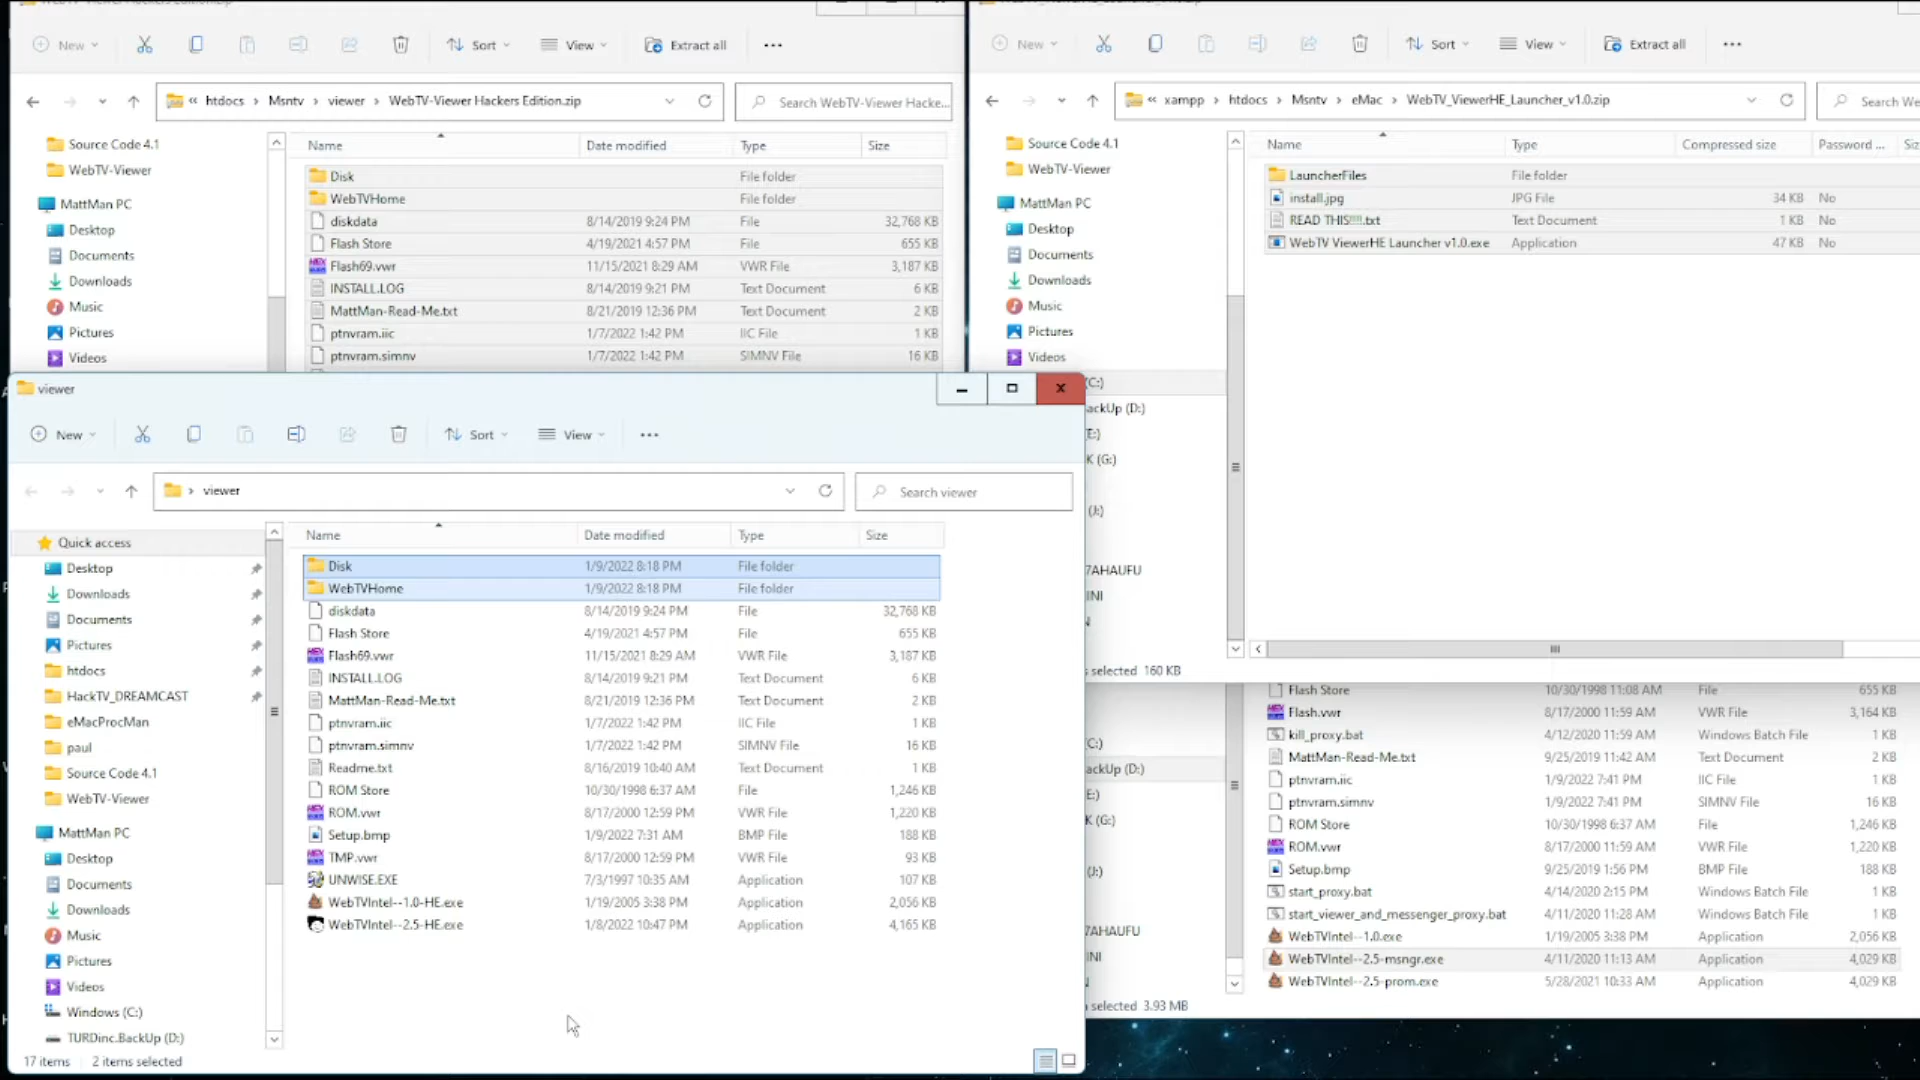 New
Sort
View
Extract all
« htdocs › Msntv › viewer › WebTV-Viewer Hackers Edition.zip
Search WebTV-Viewer Hacke...
Source Code 4.1
WebTV-Viewer
MattMan PC
Desktop
Documents
Downloads
Music
Pictures
Videos
Name Date modified Type Size
Disk File folder
WebTVHome File folder
diskdata 8/14/2019 9:24 PM File 32,768 KB
Flash Store 4/19/2021 4:57 PM File 655 KB
Flash69.vwr 11/15/2021 8:29 AM VWR File 3,187 KB
INSTALL.LOG 8/14/2019 9:21 PM Text Document 6 KB
MattMan-Read-Me.txt 8/21/2019 12:36 PM Text Document 2 KB
ptnvram.iic 1/7/2022 1:42 PM IIC File 1 KB
ptnvram.simnv 1/7/2022 1:42 PM SIMNV File 16 KB
New
Sort
View
Extract all
« xampp › htdocs › Msntv › eMac › WebTV_ViewerHE_Launcher_v1.0.zip
Search We
Source Code 4.1
WebTV-Viewer
MattMan PC
Desktop
Documents
Downloads
Music
Pictures
Videos
(C:)
ackUp (D:)
E:)
K (G:)
(J:)
7AHAUFU
INI
Name Type Compressed size Password ... Siz
LauncherFiles File folder
install.jpg JPG File 34 KB No
READ THIS!!!!.txt Text Document 1 KB No
WebTV ViewerHE Launcher v1.0.exe Application 47 KB No
s selected 160 KB
viewer
New
Sort
View
› viewer
Search viewer
Quick access
Desktop
Downloads
Documents
Pictures
htdocs
HackTV_DREAMCAST
eMacProcMan
paul
Source Code 4.1
WebTV-Viewer
MattMan PC
Desktop
Documents
Downloads
Music
Pictures
Videos
Windows (C:)
TURDinc.BackUp (D:)
Name Date modified Type Size
Disk 1/9/2022 8:18 PM File folder
WebTVHome 1/9/2022 8:18 PM File folder
diskdata 8/14/2019 9:24 PM File 32,768 KB
Flash Store 4/19/2021 4:57 PM File 655 KB
Flash69.vwr 11/15/2021 8:29 AM VWR File 3,187 KB
INSTALL.LOG 8/14/2019 9:21 PM Text Document 6 KB
MattMan-Read-Me.txt 8/21/2019 12:36 PM Text Document 2 KB
ptnvram.iic 1/7/2022 1:42 PM IIC File 1 KB
ptnvram.simnv 1/7/2022 1:42 PM SIMNV File 16 KB
Readme.txt 8/16/2019 10:40 AM Text Document 1 KB
ROM Store 10/30/1998 6:37 AM File 1,246 KB
ROM.vwr 8/17/2000 12:59 PM VWR File 1,220 KB
Setup.bmp 1/9/2022 7:31 AM BMP File 188 KB
TMP.vwr 8/17/2000 12:59 PM VWR File 93 KB
UNWISE.EXE 7/3/1997 10:35 AM Application 107 KB
WebTVIntel--1.0-HE.exe 1/19/2005 3:38 PM Application 2,056 KB
WebTVIntel--2.5-HE.exe 1/8/2022 10:47 PM Application 4,165 KB
17 items 2 items selected
(C:)
ackUp (D:)
E:)
K (G:)
(J:)
7AHAUFU
INI
Flash Store 10/30/1998 11:08 AM File 655 KB
Flash.vwr 8/17/2000 11:59 AM VWR File 3,164 KB
kill_proxy.bat 4/12/2020 11:59 AM Windows Batch File 1 KB
MattMan-Read-Me.txt 9/25/2019 11:42 AM Text Document 2 KB
ptnvram.iic 1/9/2022 7:41 PM IIC File 1 KB
ptnvram.simnv 1/9/2022 7:41 PM SIMNV File 16 KB
ROM Store 10/30/1998 6:37 AM File 1,246 KB
ROM.vwr 8/17/2000 11:59 AM VWR File 1,220 KB
Setup.bmp 9/25/2019 1:56 PM BMP File 188 KB
start_proxy.bat 4/14/2020 2:15 PM Windows Batch File 1 KB
start_viewer_and_messenger_proxy.bat 4/11/2020 11:28 AM Windows Batch File 1 KB
WebTVIntel--1.0.exe 1/19/2005 3:38 PM Application 2,056 KB
WebTVIntel--2.5-msngr.exe 4/11/2020 11:13 AM Application 4,029 KB
WebTVIntel--2.5-prom.exe 5/28/2021 10:33 AM Application 4,029 KB
selected 3.93 MB